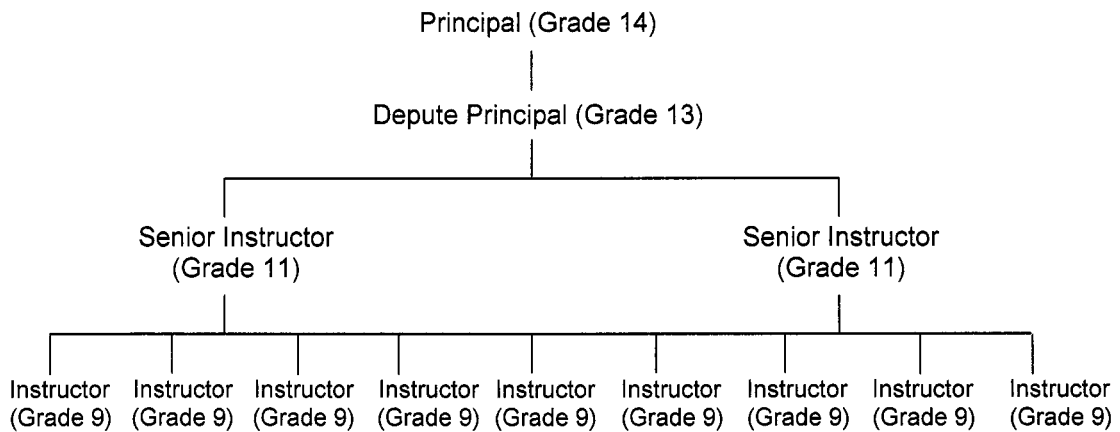 Principal (Grade 14)
Depute Principal (Grade 13)
Senior Instructor
(Grade 11)
Senior Instructor
(Grade 11)
Instructor
(Grade 9)
Instructor
(Grade 9)
Instructor
(Grade 9)
Instructor
(Grade 9)
Instructor
(Grade 9)
Instructor
(Grade 9)
Instructor
(Grade 9)
Instructor
(Grade 9)
Instructor
(Grade 9)